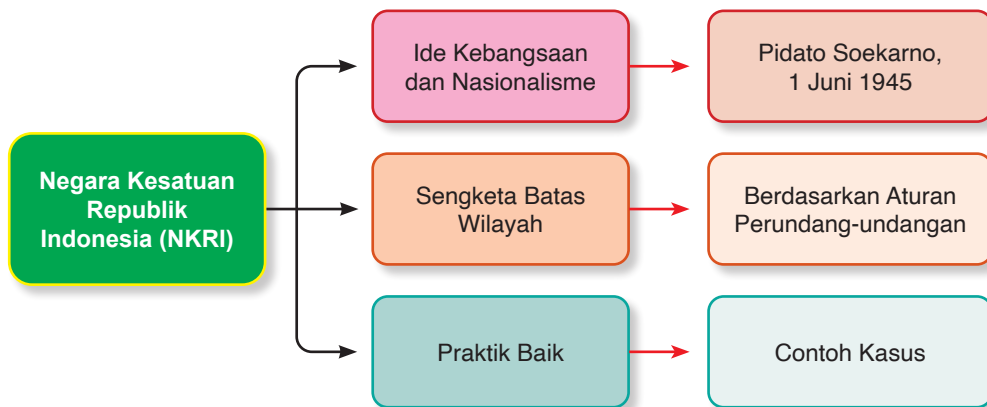 Negara Kesatuan
Republik
Indonesia (NKRI)
Ide Kebangsaan
dan Nasionalisme
Pidato Soekarno,
1 Juni 1945
Sengketa Batas
Wilayah
Berdasarkan Aturan
Perundang-undangan
Praktik Baik
Contoh Kasus